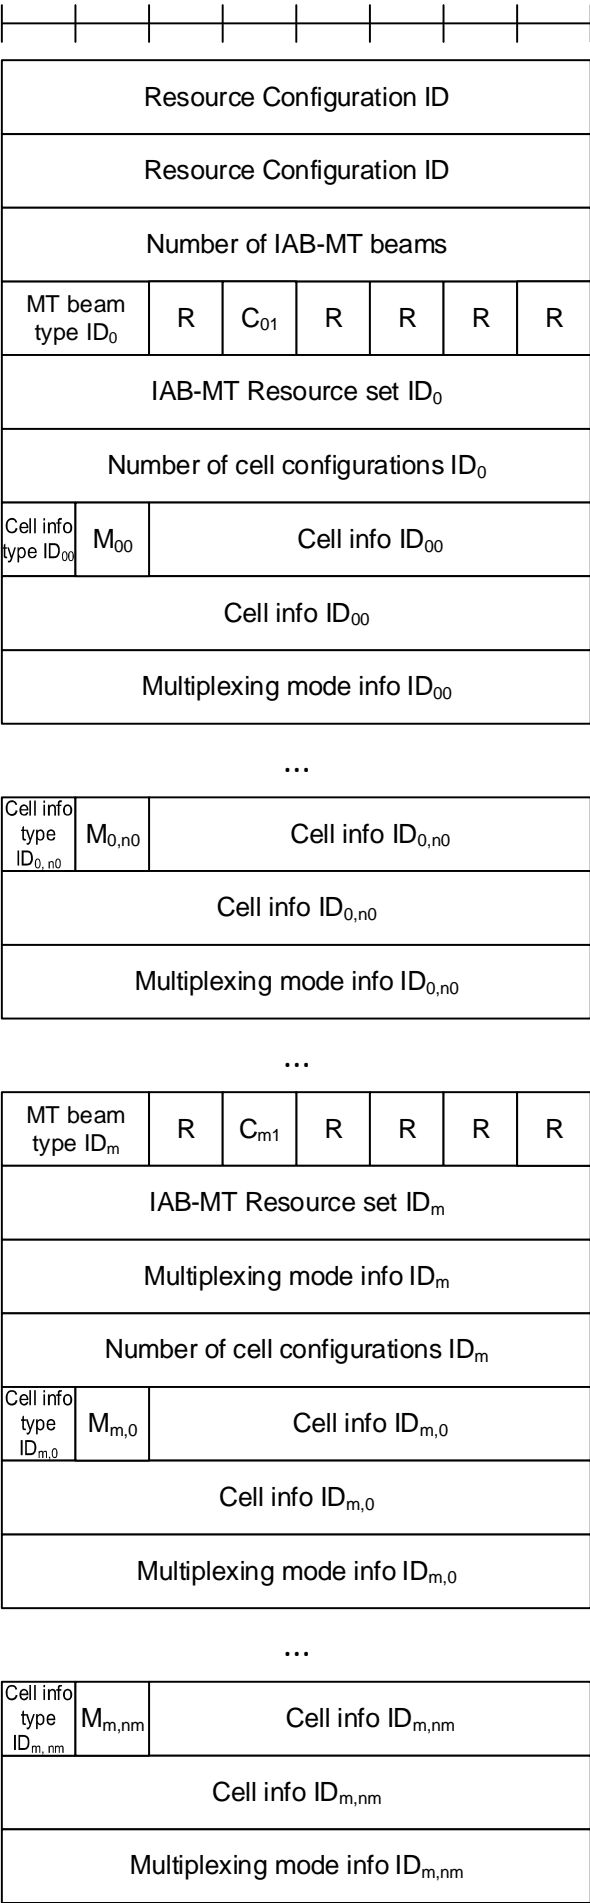 Resource Configuration ID
Resource Configuration ID
Number of IAB-MT beams
MT beam type ID0 R C01 R R R R
IAB-MT Resource set ID0
Number of cell configurations ID0
Cell info type ID00 M00 Cell info ID00
Cell info ID00
Multiplexing mode info ID00
...
Cell info type ID0, n0 M0,n0 Cell info ID0,n0
Cell info ID0,n0
Multiplexing mode info ID0,n0
...
MT beam type IDm R Cm1 R R R R
IAB-MT Resource set IDm
Multiplexing mode info IDm
Number of cell configurations IDm
Cell info type IDm,0 Mm,0 Cell info IDm,0
Cell info IDm,0
Multiplexing mode info IDm,0
...
Cell info type IDm, nm Mm,nm Cell info IDm,nm
Cell info IDm,nm
Multiplexing mode info IDm,nm